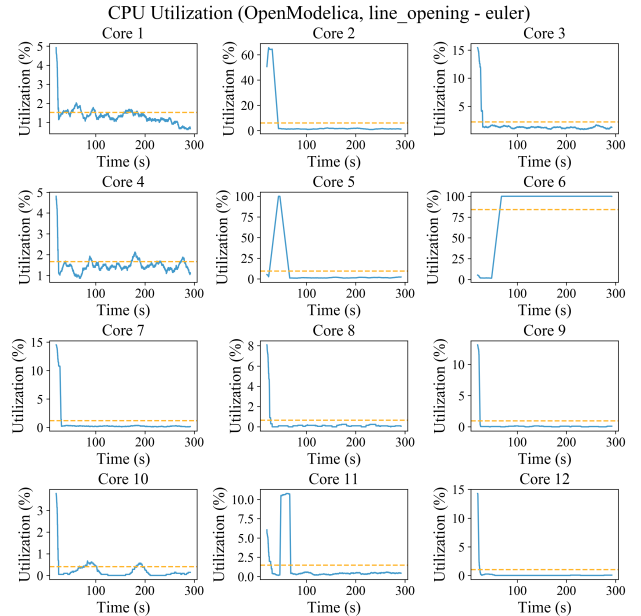 CPU Utilization (OpenModelica, line_opening - euler)
Core 1
Core 2
Core 3
Utilization (%)
5
4
3
2
1
100
200
300
Time (s)
Utilization (%)
60
40
20
0
100
200
300
Time (s)
Utilization (%)
15
10
5
100
200
300
Time (s)
Core 4
Core 5
Core 6
Utilization (%)
5
4
3
2
1
100
200
300
Time (s)
Utilization (%)
100
75
50
25
0
100
200
300
Time (s)
Utilization (%)
100
75
50
25
0
100
200
300
Time (s)
Core 7
Core 8
Core 9
Utilization (%)
15
10
5
0
100
200
300
Time (s)
Utilization (%)
8
6
4
2
0
100
200
300
Time (s)
Utilization (%)
10
5
0
100
200
300
Time (s)
Core 10
Core 11
Core 12
Utilization (%)
3
2
1
0
100
200
300
Time (s)
Utilization (%)
10.0
7.5
5.0
2.5
0.0
100
200
300
Time (s)
Utilization (%)
15
10
5
0
100
200
300
Time (s)